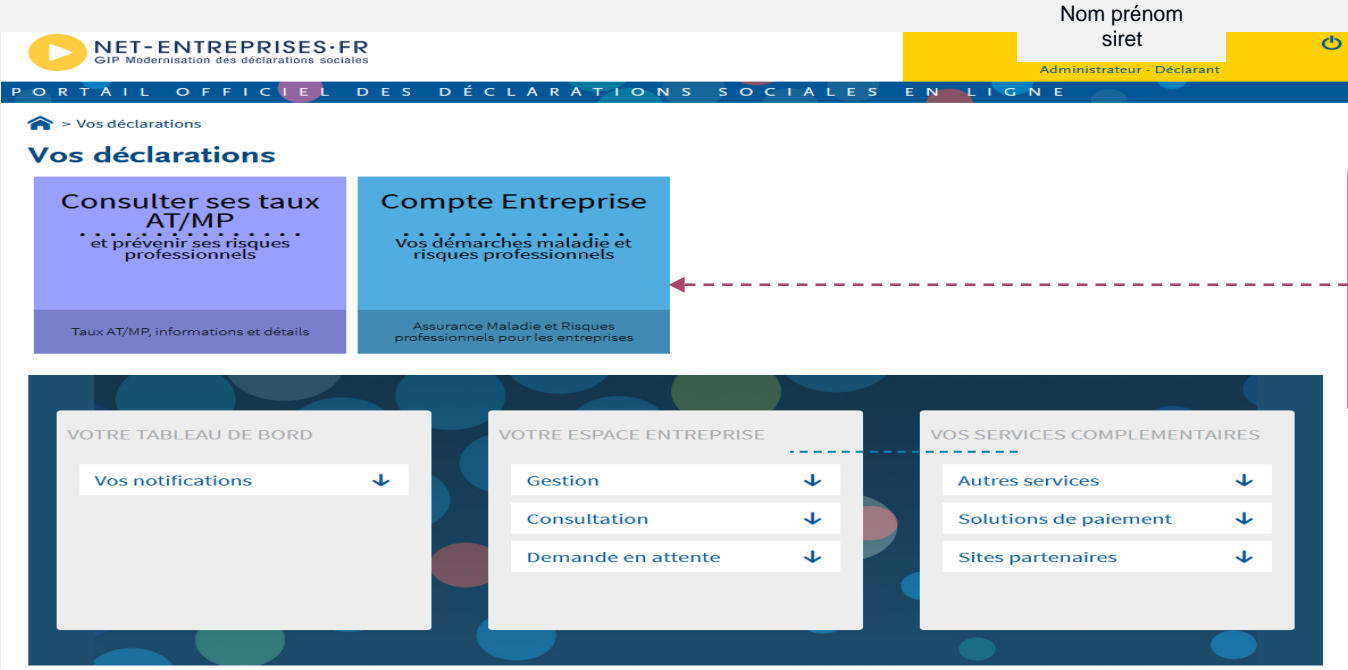 Nom prénom
siret
NET-ENTREPRISES·FR
GIP Modernisation des déclarations sociales
Administrateur - Déclarant
PORTAIL OFFICIEL DES DÉCLARATIONS SOCIALES EN LIGNE
> Vos déclarations
Vos déclarations
Consulter ses taux
AT/MP
et prévenir ses risques
professionnels
Taux AT/MP, informations et détails
Compte Entreprise
Vos démarches maladie et
risques professionnels
Assurance Maladie et Risques
professionnels pour les entreprises
VOTRE TABLEAU DE BORD
Vos notifications
VOTRE ESPACE ENTREPRISE
Gestion
Consultation
Demande en attente
VOS SERVICES COMPLEMENTAIRES
Autres services
Solutions de paiement
Sites partenaires